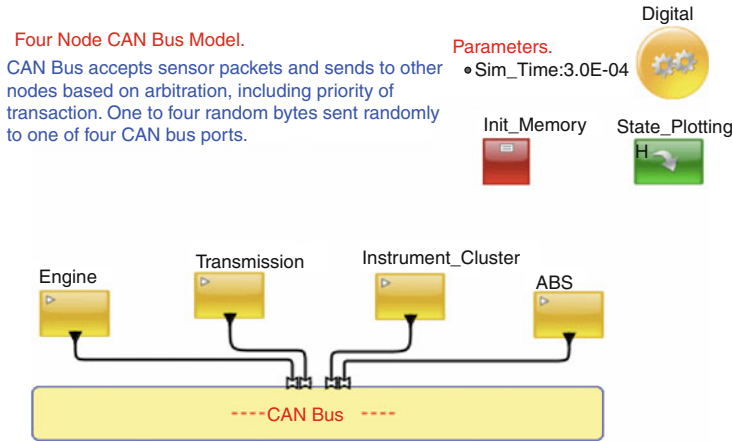 Four Node CAN Bus Model.
CAN Bus accepts sensor packets and sends to other
nodes based on arbitration, including priority of
transaction. One to four random bytes sent randomly
to one of four CAN bus ports.
Parameters.
• Sim_Time:3.0E-04
Digital
Init_Memory
State_Plotting
H
Engine
Transmission
Instrument_Cluster
ABS
----CAN Bus ----